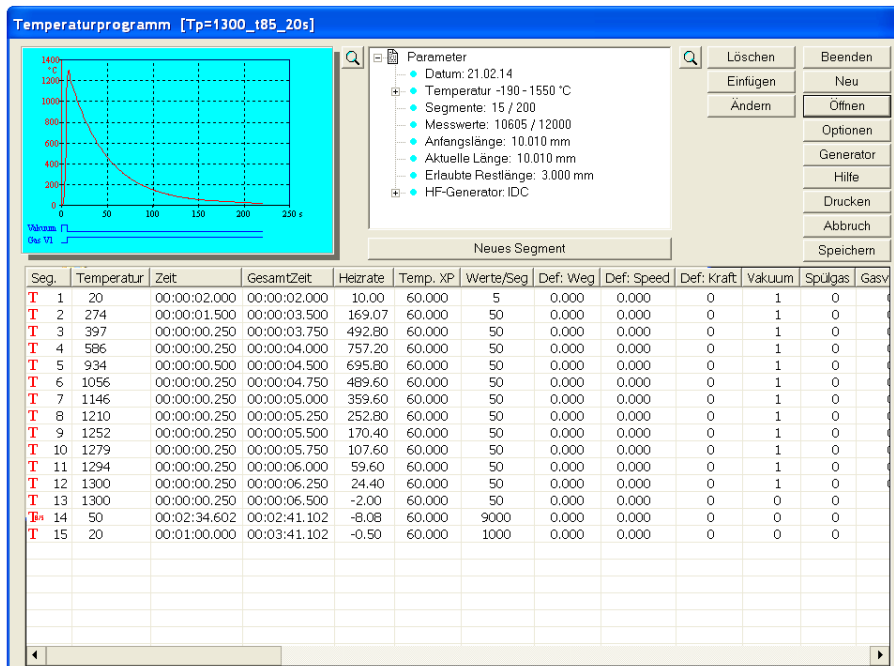 Temperaturprogramm [Tp=1300_t85_20s]
1400
°C
1200
1000
800
600
400
200
0
0 50 100 150 200 250 s
Vakuum
Gas V1
Parameter
Datum: 21.02.14
Temperatur -190 - 1550 °C
Segmente: 15 / 200
Messwerte: 10605 / 12000
Anfangslänge: 10.010 mm
Aktuelle Länge: 10.010 mm
Erlaubte Restlänge: 3.000 mm
HF-Generator: IDC
Neues Segment
Löschen
Einfügen
Ändern
Beenden
Neu
Öffnen
Optionen
Generator
Hilfe
Drucken
Abbruch
Speichern
Seg. Temperatur Zeit GesamtZeit Heizrate Temp. XP Werte/Seg Def: Weg Def: Speed Def: Kraft Vakuum Spülgas Gasv
T 1 20 00:00:02.000 00:00:02.000 10.00 60.000 5 0.000 0.000 0 1 0
T 2 274 00:00:01.500 00:00:03.500 169.07 60.000 50 0.000 0.000 0 1 0
T 3 397 00:00:00.250 00:00:03.750 492.80 60.000 50 0.000 0.000 0 1 0
T 4 586 00:00:00.250 00:00:04.000 757.20 60.000 50 0.000 0.000 0 1 0
T 5 934 00:00:00.500 00:00:04.500 695.80 60.000 50 0.000 0.000 0 1 0
T 6 1056 00:00:00.250 00:00:04.750 489.60 60.000 50 0.000 0.000 0 1 0
T 7 1146 00:00:00.250 00:00:05.000 359.60 60.000 50 0.000 0.000 0 1 0
T 8 1210 00:00:00.250 00:00:05.250 252.80 60.000 50 0.000 0.000 0 1 0
T 9 1252 00:00:00.250 00:00:05.500 170.40 60.000 50 0.000 0.000 0 1 0
T 10 1279 00:00:00.250 00:00:05.750 107.60 60.000 50 0.000 0.000 0 1 0
T 11 1294 00:00:00.250 00:00:06.000 59.60 60.000 50 0.000 0.000 0 1 0
T 12 1300 00:00:00.250 00:00:06.250 24.40 60.000 50 0.000 0.000 0 1 0
T 13 1300 00:00:00.250 00:00:06.500 -2.00 60.000 50 0.000 0.000 0 0 0
T 14 50 00:02:34.602 00:02:41.102 -8.08 60.000 9000 0.000 0.000 0 0 0
T 15 20 00:01:00.000 00:03:41.102 -0.50 60.000 1000 0.000 0.000 0 0 0